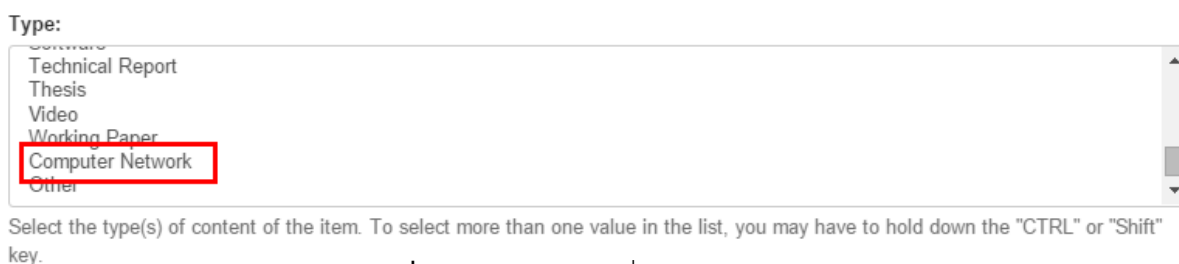 Type:
Software
Technical Report
Thesis
Video
Working Paper
Computer Network
Other
Select the type(s) of content of the item. To select more than one value in the list, you may have to hold down the "CTRL" or "Shift"
key.